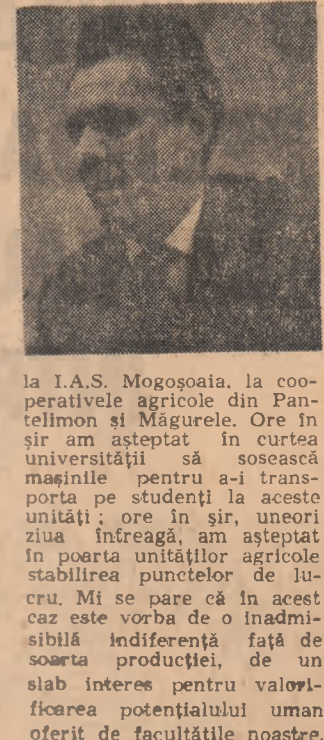 la I.A.S. Mogoșoaia, la coo-
perativele agricole din Pan-
telimon și Măgurele. Ore în
șir am așteptat în curtea
universității să sosească
mașinile pentru a-i trans-
porta pe studenți la aceste
unități ; ore în șir, uneori
ziua întreagă, am așteptat
în poarta unităților agricole
stabilirea punctelor de lu-
cru. Mi se pare că în acest
caz este vorba de o inadmi-
sibilă indiferență față de
soarta producției, de un
slab interes pentru valori-
ficarea potențialului uman
oferit de facultățile noastre.